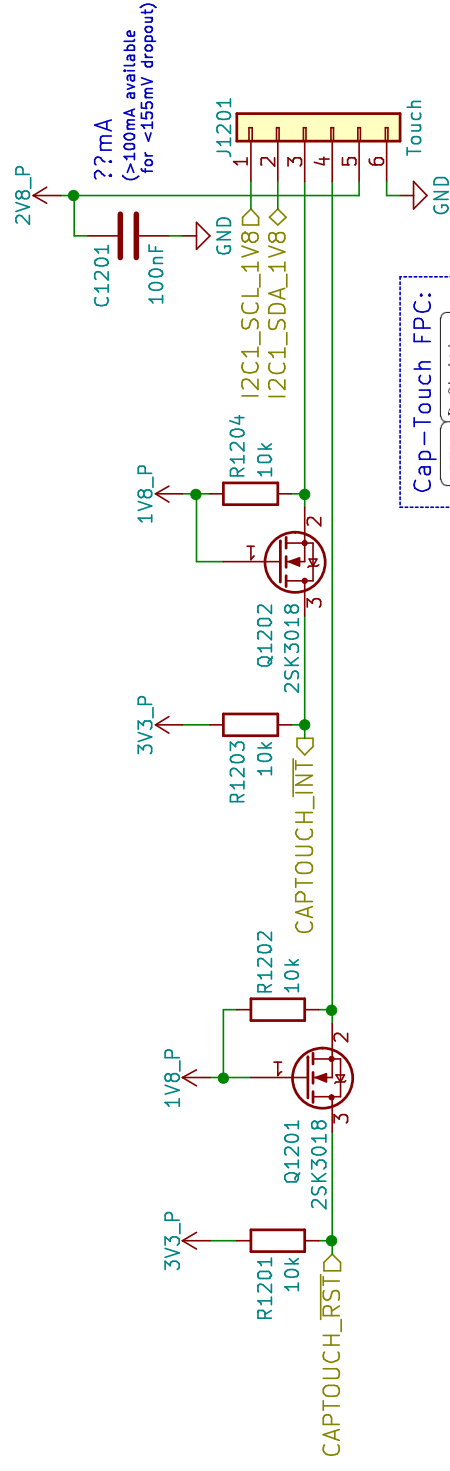 2V8_P
??mA
(>100mA available
for <155mV dropout)
C1201
100nF
GND
J1201
1
2
3
4
5
6
Touch
GND
I2C1_SCL_1V8
I2C1_SDA_1V8
1V8_P
R1204
10k
1
2
3
Q1202
2SK3018
3V3_P
R1203
10k
CAPTOUCH_INT
Cap-Touch FPC:
1V8_P
R1202
10k
1
2
3
Q1201
2SK3018
3V3_P
R1201
10k
CAPTOUCH_RST